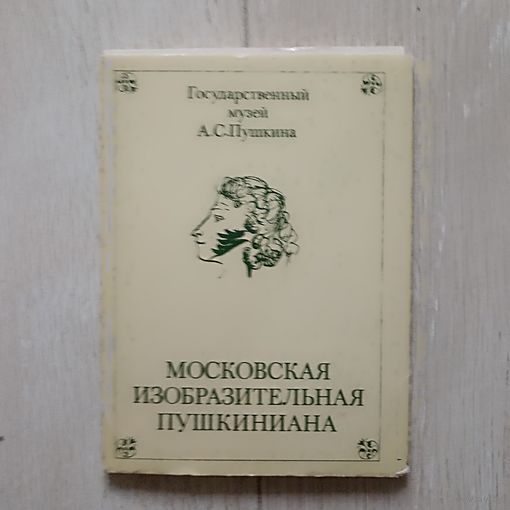 Государственный
музей
А.С.Пушкина
МОСКОВСКАЯ
ИЗОБРАЗИТЕЛЬНАЯ
ПУШКИНИАНА